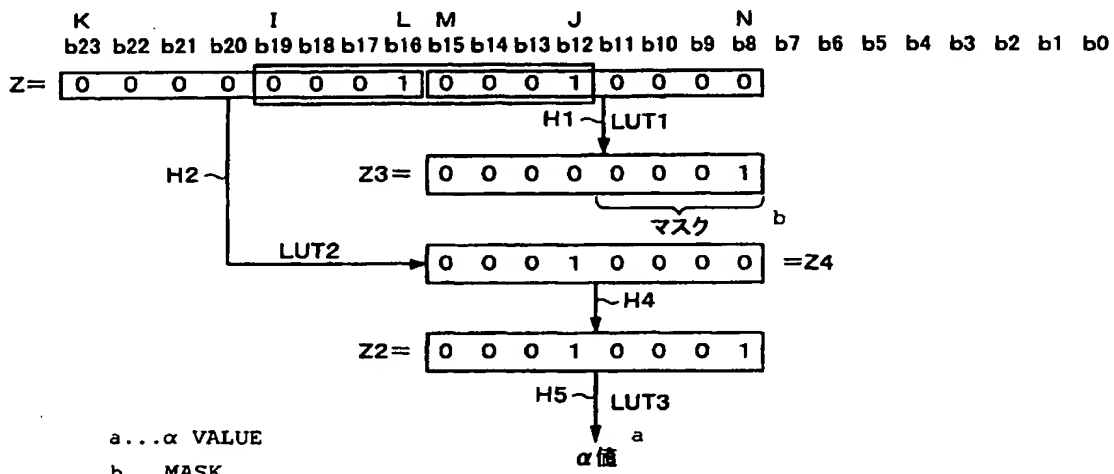 K I L M J N
b23 b22 b21 b20 b19 b18 b17 b16 b15 b14 b13 b12 b11 b10 b9 b8 b7 b6 b5 b4 b3 b2 b1 b0
Z= 0 0 0 0 0 0 0 1 0 0 0 1 0 0 0 0
H1 LUT1
H2 Z3= 0 0 0 0 0 0 0 1
マスク b
LUT2 0 0 0 1 0 0 0 0 =Z4
H4
Z2= 0 0 0 1 0 0 0 1
H5 LUT3
a...α VALUE a
α値
b...MASK